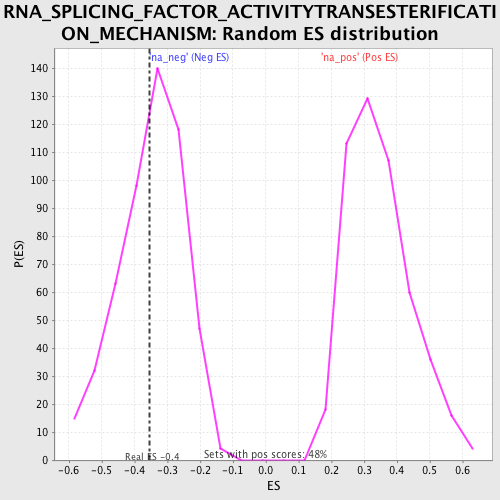 RNA_SPLICING_FACTOR_ACTIVITYTRANSESTERIFICATI
ON_MECHANISM: Random ES distribution
'na_neg' (Neg ES)
'na_pos' (Pos ES)
140
130
120
110
100
90
80
70
60
50
40
30
20
10
0
P(ES)
Real ES -0.4
Sets with pos scores: 48%
-0.6 -0.5 -0.4 -0.3 -0.2 -0.1 0.0 0.1 0.2 0.3 0.4 0.5 0.6
ES